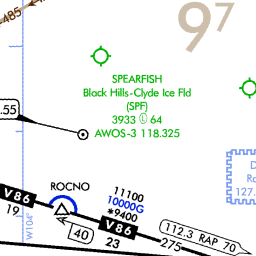 485
97
SPEARFISH
Black Hills-Clyde Ice Fld
(SPF)
3933 Ⓛ 64
AWOS-3 118.325
.55
W104°
D
Ro
127.
ROCNO
V86
19
40
11100
10000G
*9400
V86
23
275
112.3 RAP 70